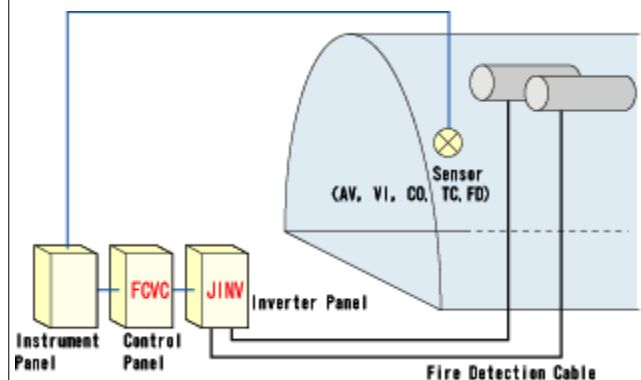 Sensor
(AV, VI, CO, TC, FD)
FCVC
JINV
Inverter Panel
Instrument
Panel
Control
Panel
Fire Detection Cable